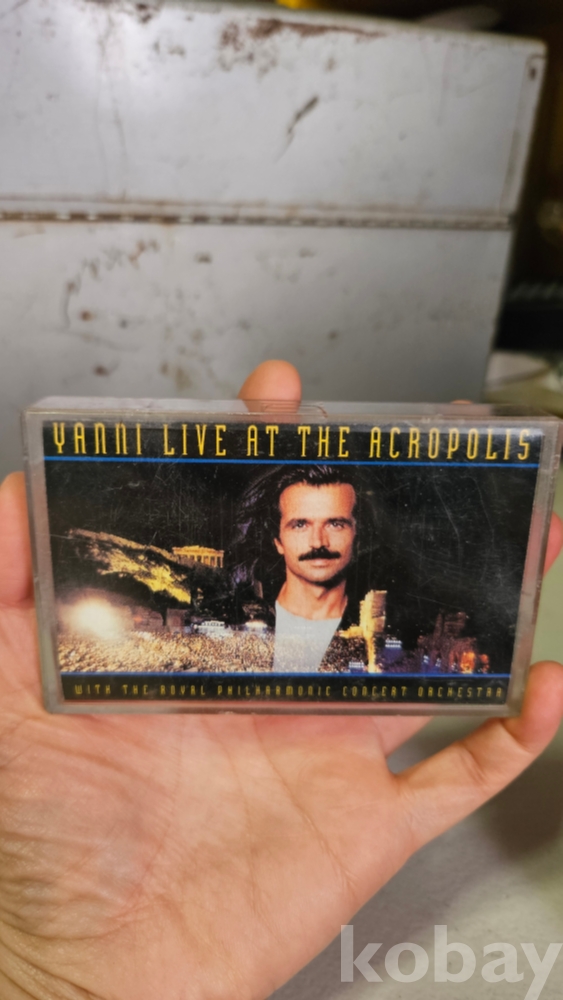 YANNI LIVE AT THE ACROPOLIS
WITH THE ROYAL PHILHARMONIC CONCERT ORCHESTRA
kobay